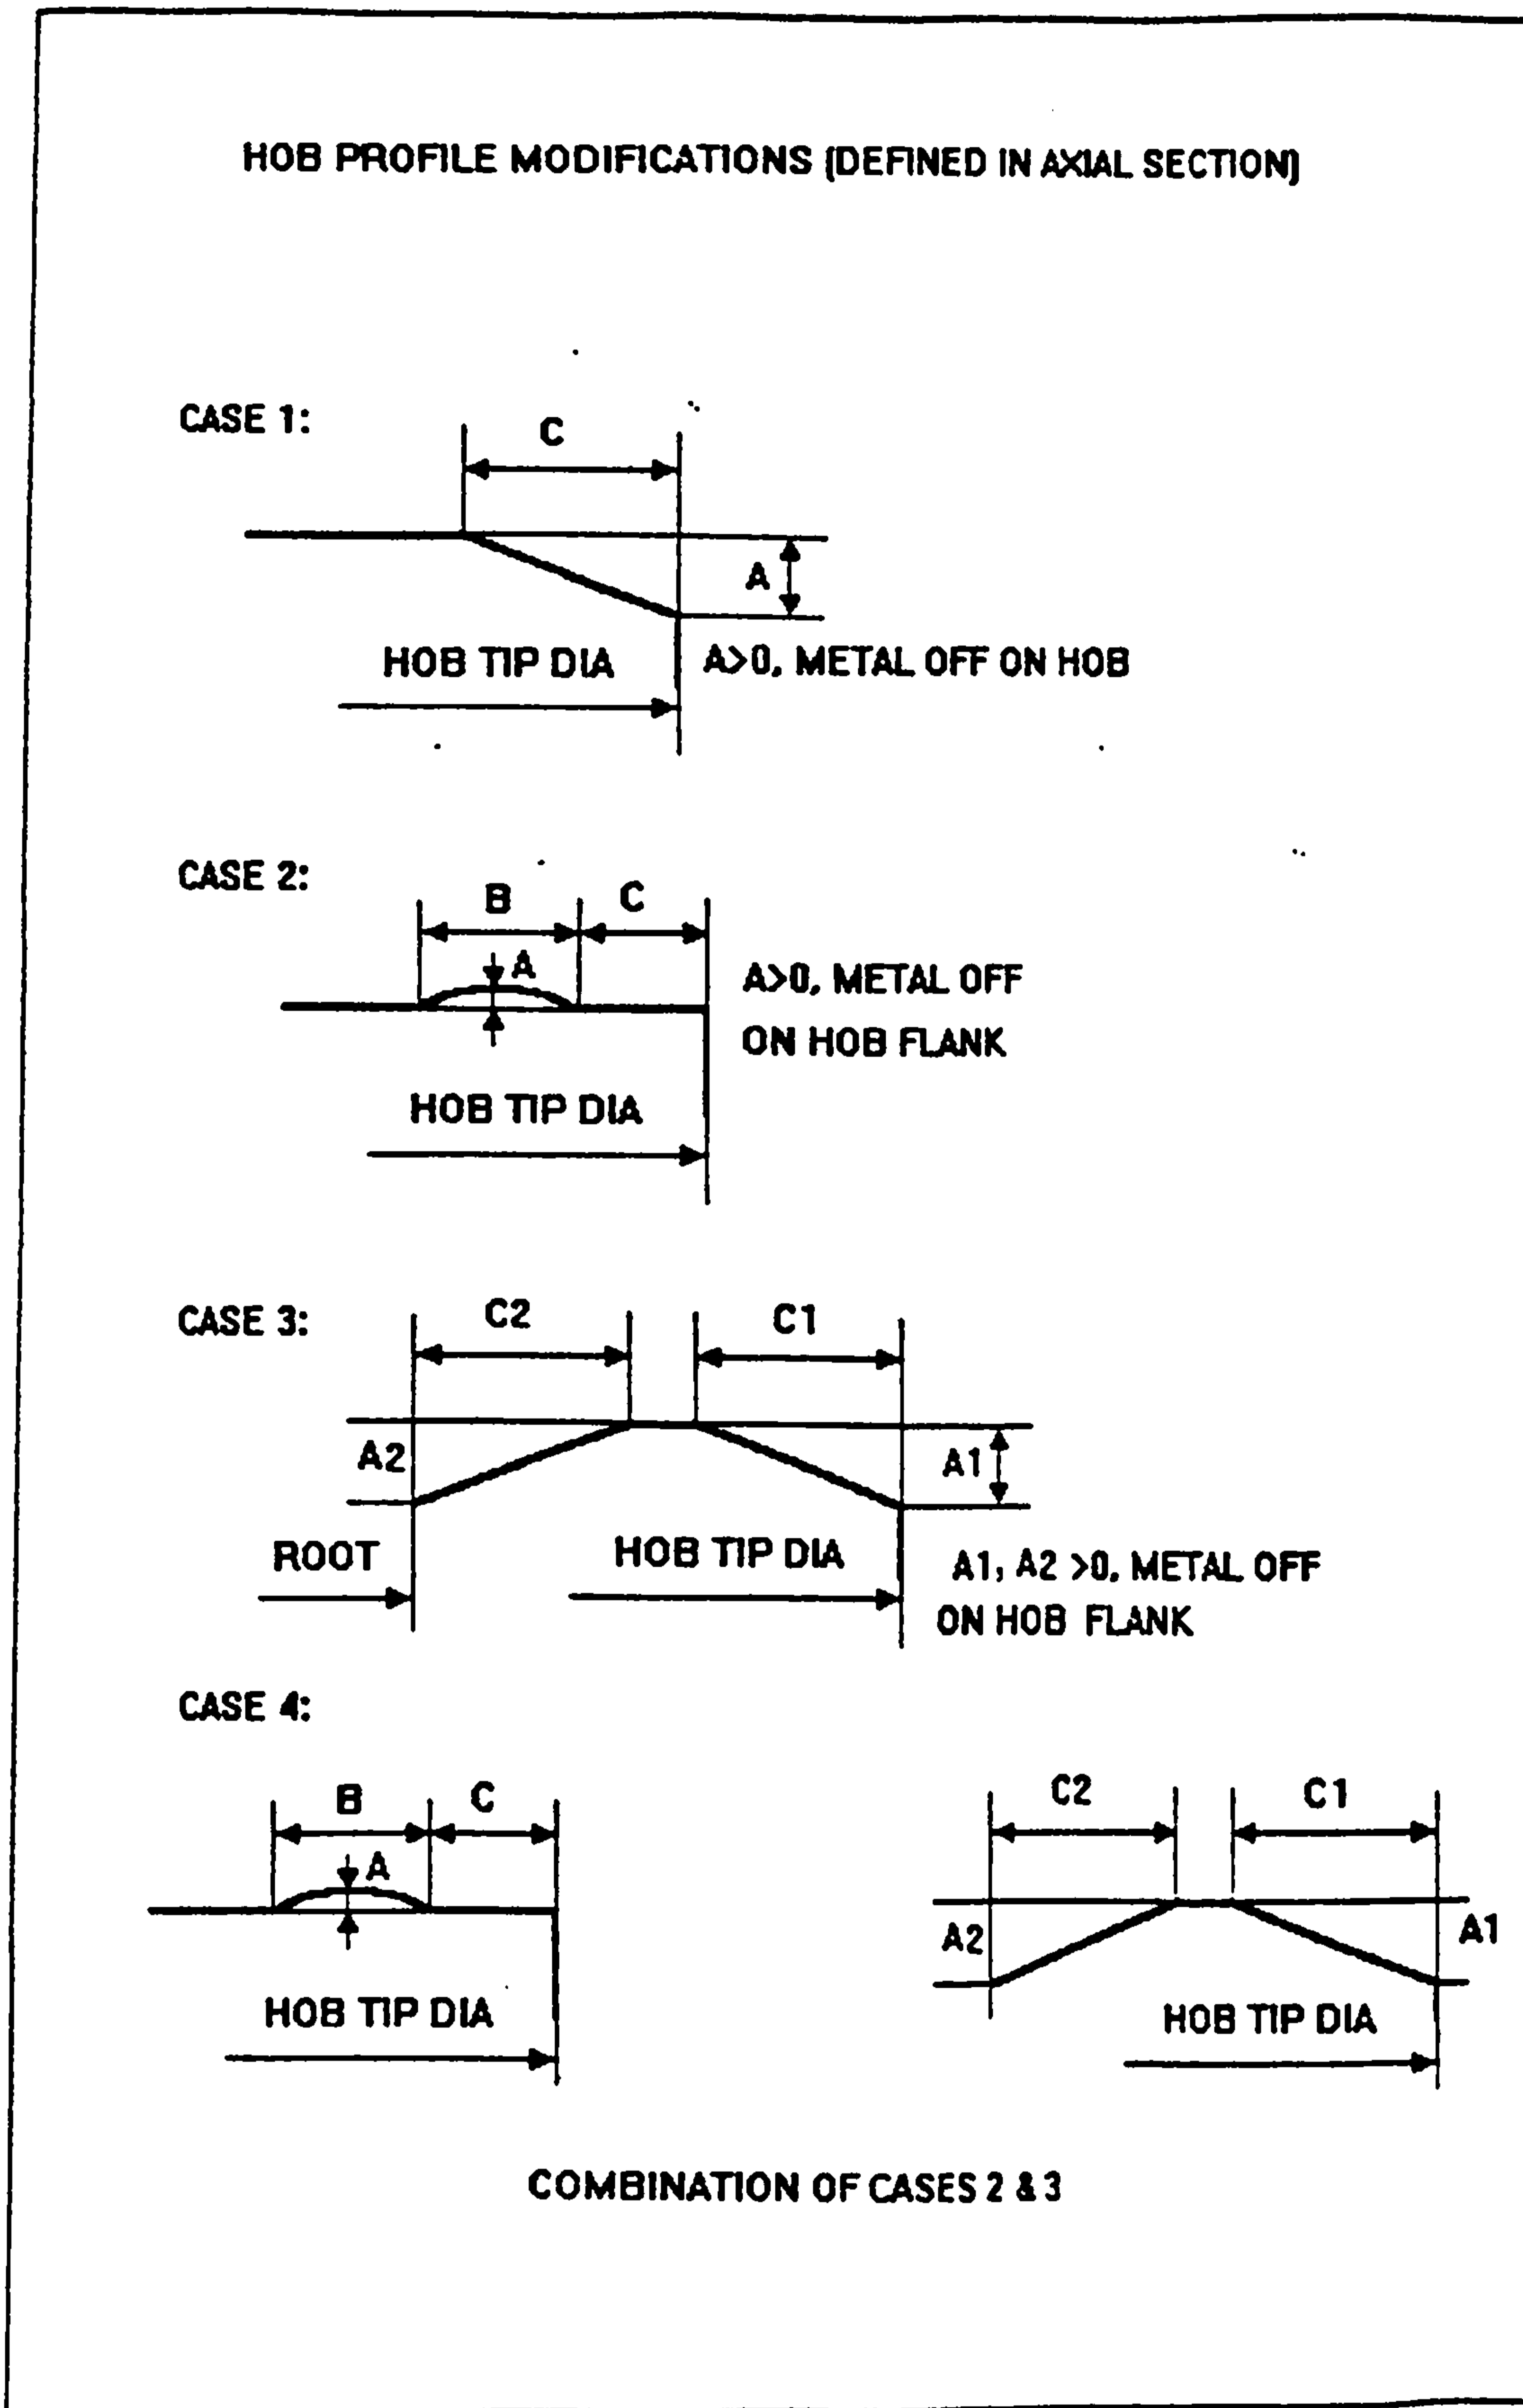 HOB PROFILE MODIFICATIONS (DEFINED IN AXIAL SECTION)
CASE 1:
C
A
HOB TIP DIA
A>0, METAL OFF ON HOB
CASE 2:
B
C
A
A>0, METAL OFF
ON HOB FLANK
HOB TIP DIA
CASE 3:
C2
C1
A2
A1
ROOT
HOB TIP DIA
A1, A2 >0, METAL OFF
ON HOB FLANK
CASE 4:
B
C
A
HOB TIP DIA
C2
C1
A2
A1
HOB TIP DIA
COMBINATION OF CASES 2 & 3